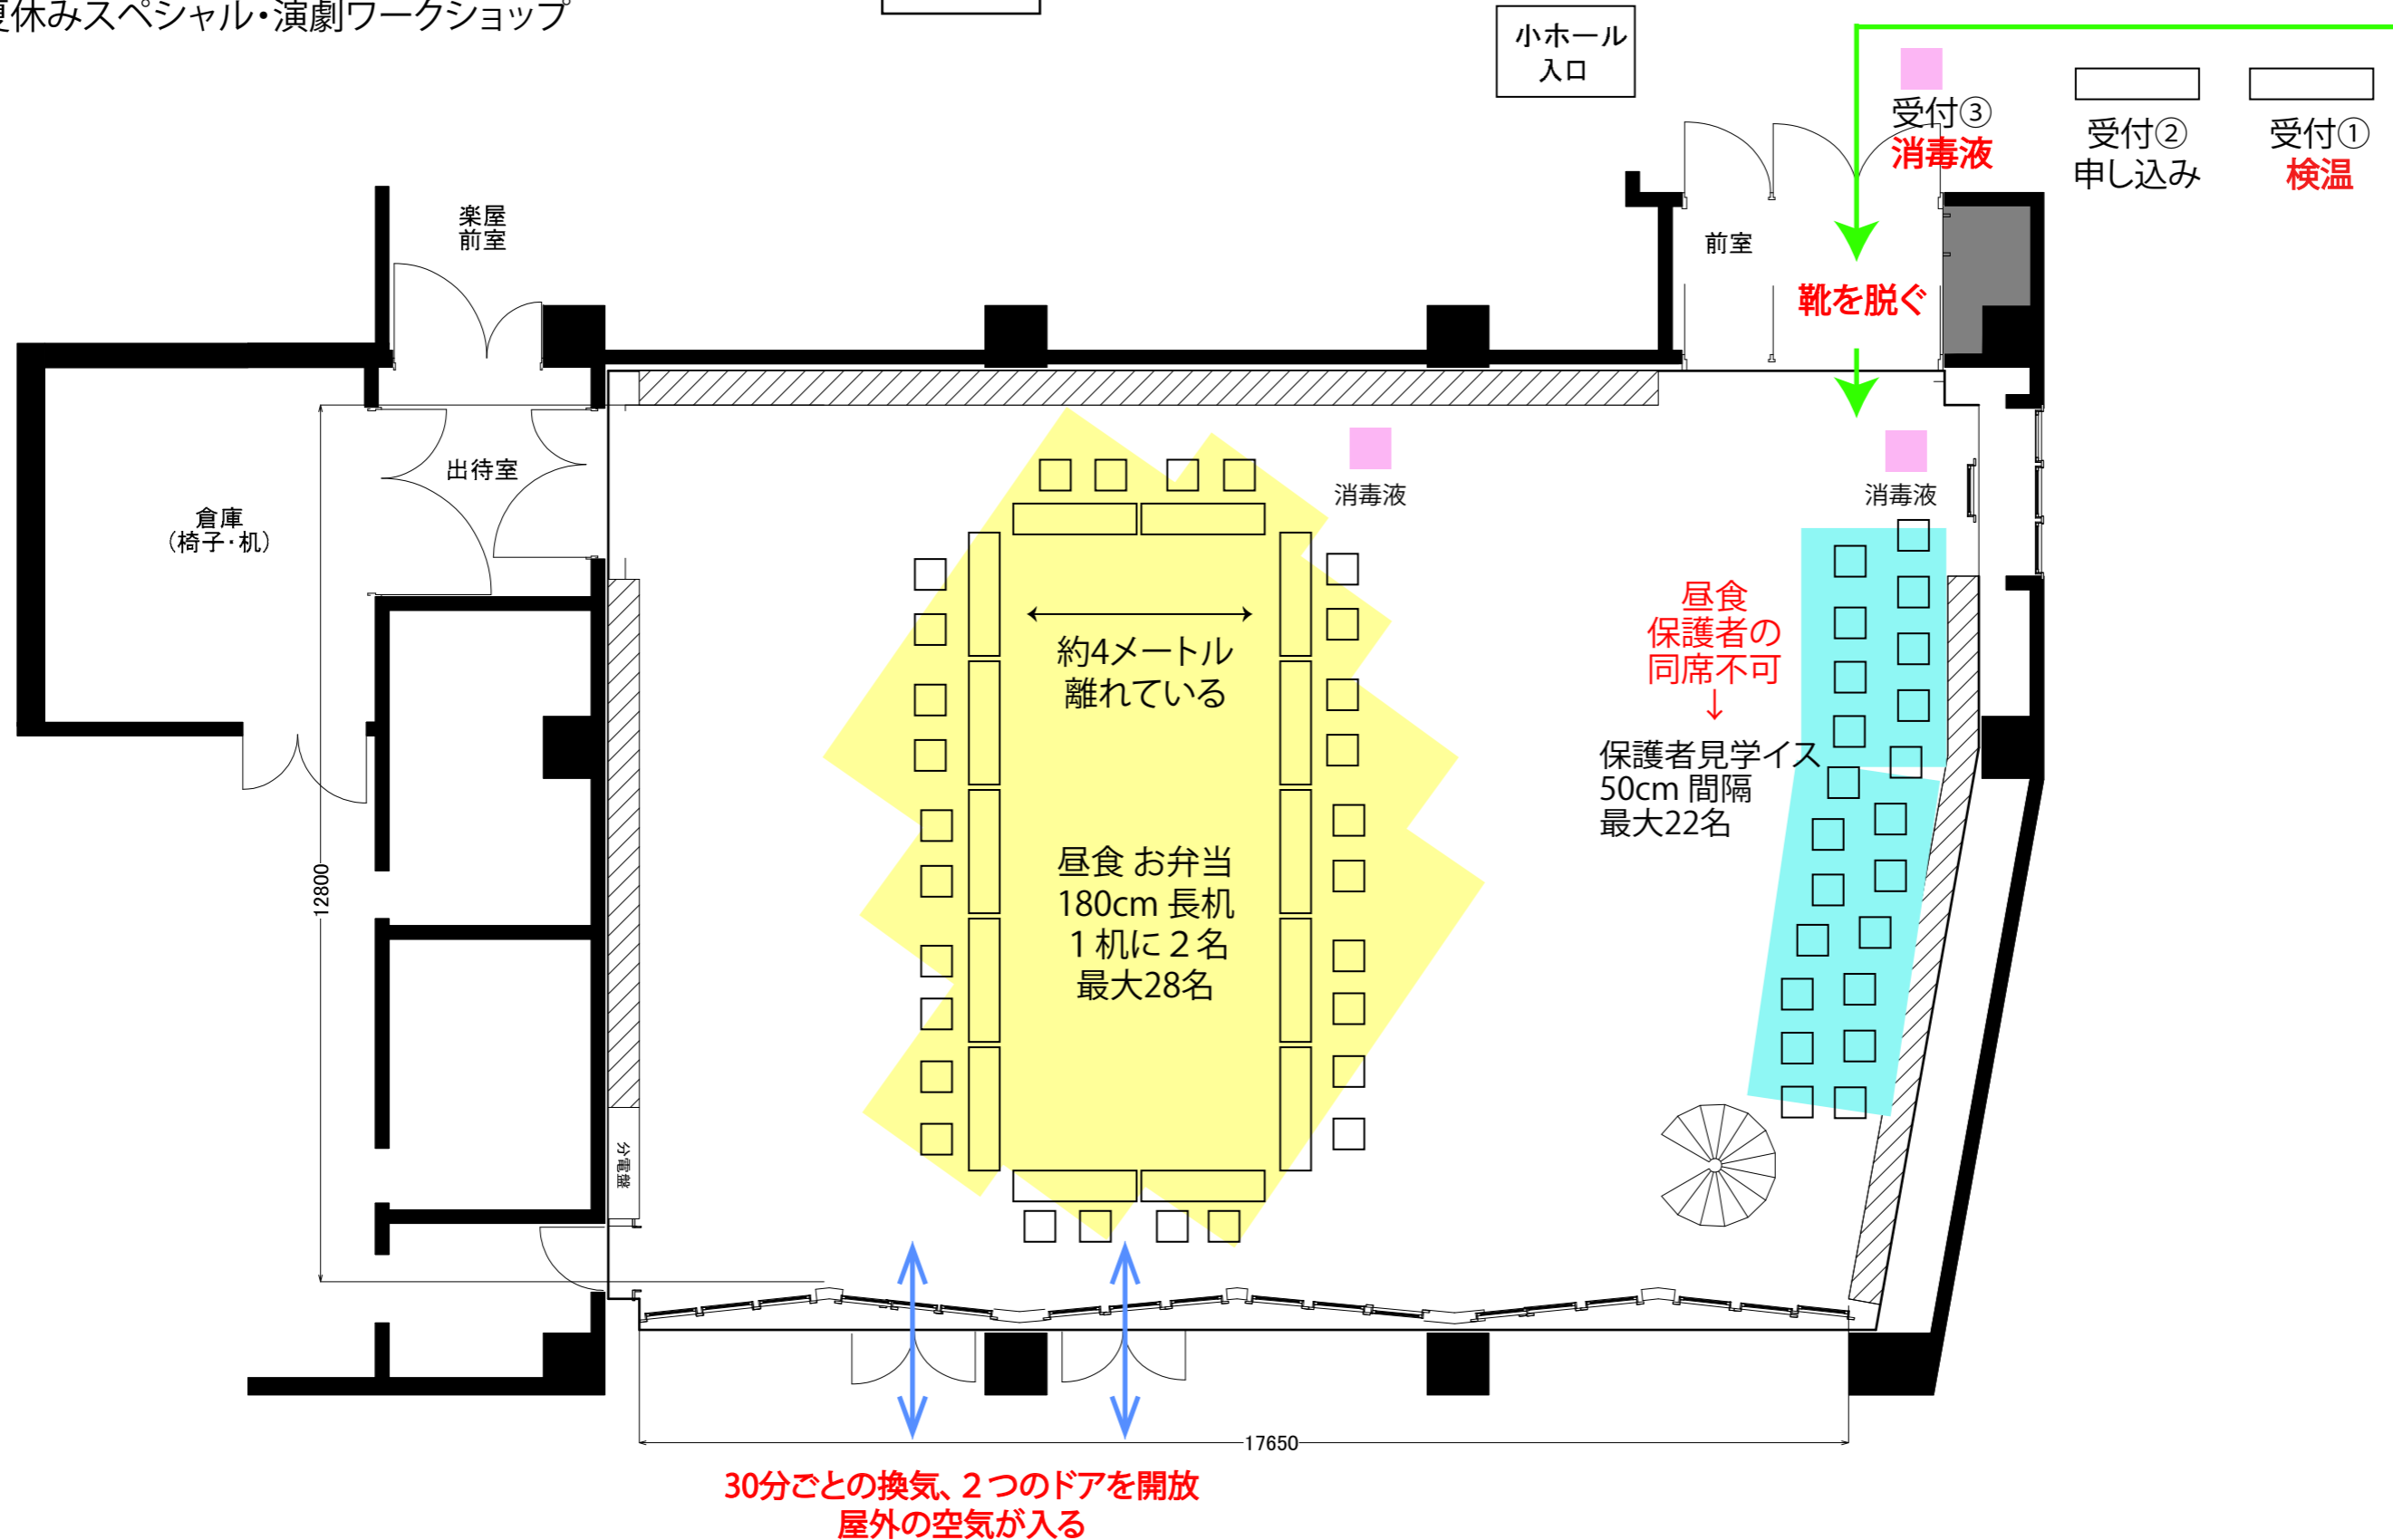 夏休みスペシャル・演劇ワークショップ
小ホール
入口
受付③
消毒液
受付②
申し込み
受付①
検温
楽屋
前室
前室
靴を脱ぐ
出待室
倉庫
（椅子・机）
消毒液
消毒液
約4メートル
離れている
昼食
保護者の
同席不可
↓
保護者見学イス
50cm 間隔
最大22名
昼食 お弁当
180cm 長机
１机に２名
最大28名
12800
分電盤
17650
30分ごとの換気、２つのドアを開放
屋外の空気が入る